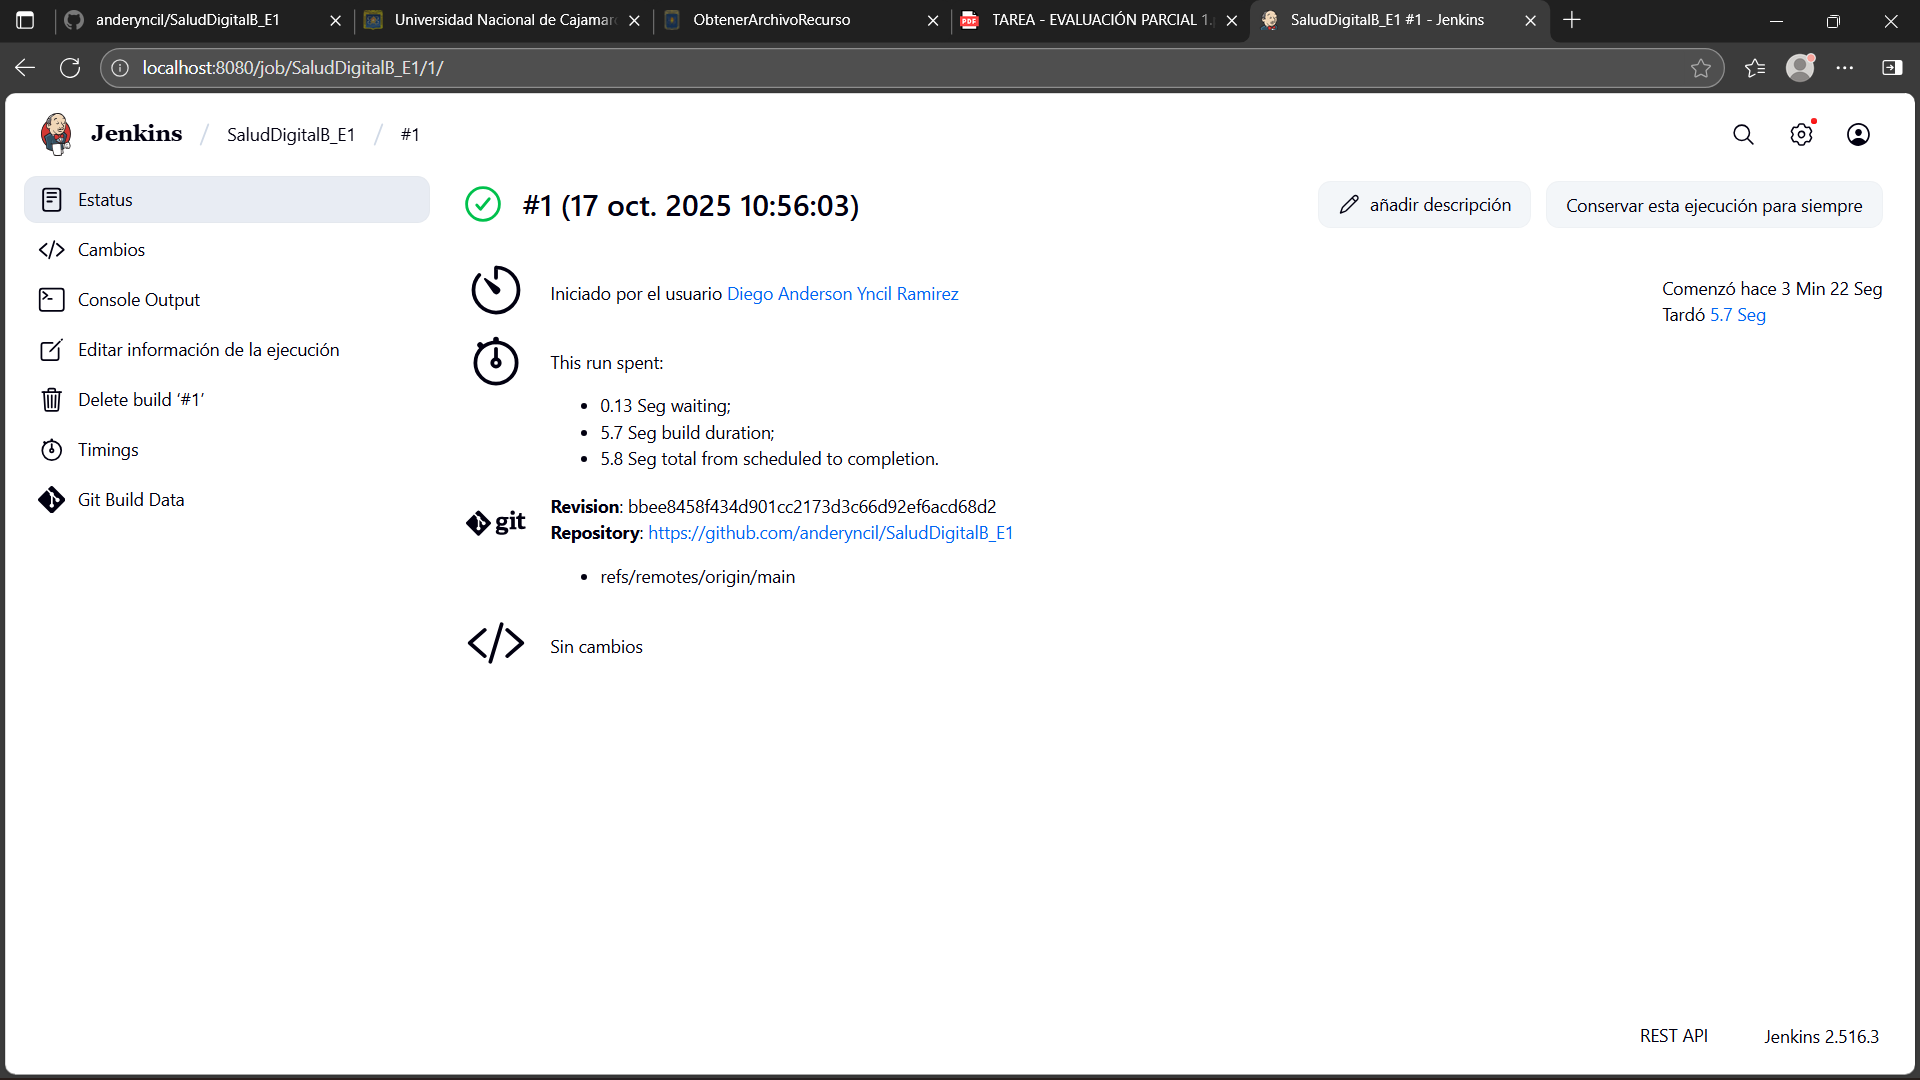 anderyncil/SaludDigitalB_E1
Universidad Nacional de Cajamar
ObtenerArchivoRecurso
TAREA - EVALUACIÓN PARCIAL 1.
SaludDigitalB_E1 #1 - Jenkins
localhost:8080/job/SaludDigitalB_E1/1/
Jenkins / SaludDigitalB_E1 / #1
Estatus
Cambios
Console Output
Editar información de la ejecución
Delete build ‘#1’
Timings
Git Build Data
#1 (17 oct. 2025 10:56:03)
añadir descripción
Conservar esta ejecución para siempre
Iniciado por el usuario Diego Anderson Yncil Ramirez
Comenzó hace 3 Min 22 Seg
Tardó 5.7 Seg
This run spent:
0.13 Seg waiting;
5.7 Seg build duration;
5.8 Seg total from scheduled to completion.
git
Revision: bbee8458f434d901cc2173d3c66d92ef6acd68d2
Repository: https://github.com/anderyncil/SaludDigitalB_E1
refs/remotes/origin/main
Sin cambios
REST API
Jenkins 2.516.3